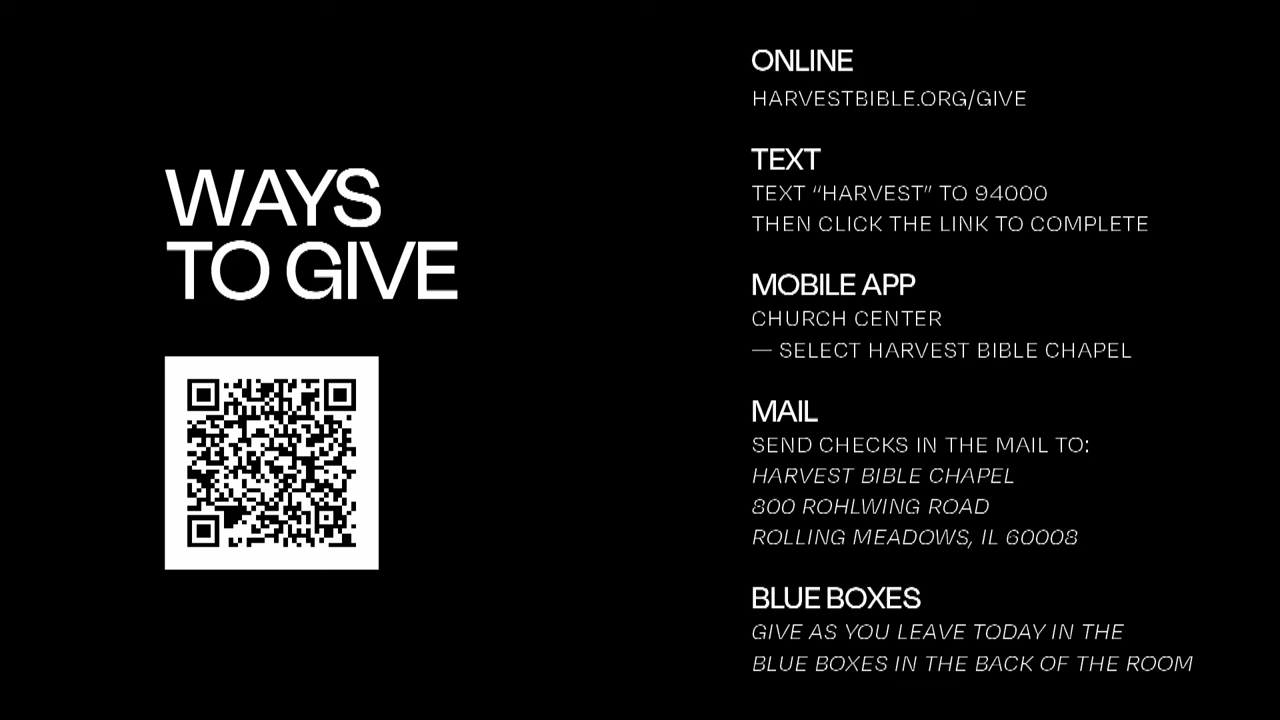 WAYS
TO GIVE
ONLINE
HARVESTBIBLE.ORG/GIVE
TEXT
TEXT “HARVEST” TO 94000
THEN CLICK THE LINK TO COMPLETE
MOBILE APP
CHURCH CENTER
— SELECT HARVEST BIBLE CHAPEL
MAIL
SEND CHECKS IN THE MAIL TO:
HARVEST BIBLE CHAPEL
800 ROHLWING ROAD
ROLLING MEADOWS, IL 60008
BLUE BOXES
GIVE AS YOU LEAVE TODAY IN THE
BLUE BOXES IN THE BACK OF THE ROOM